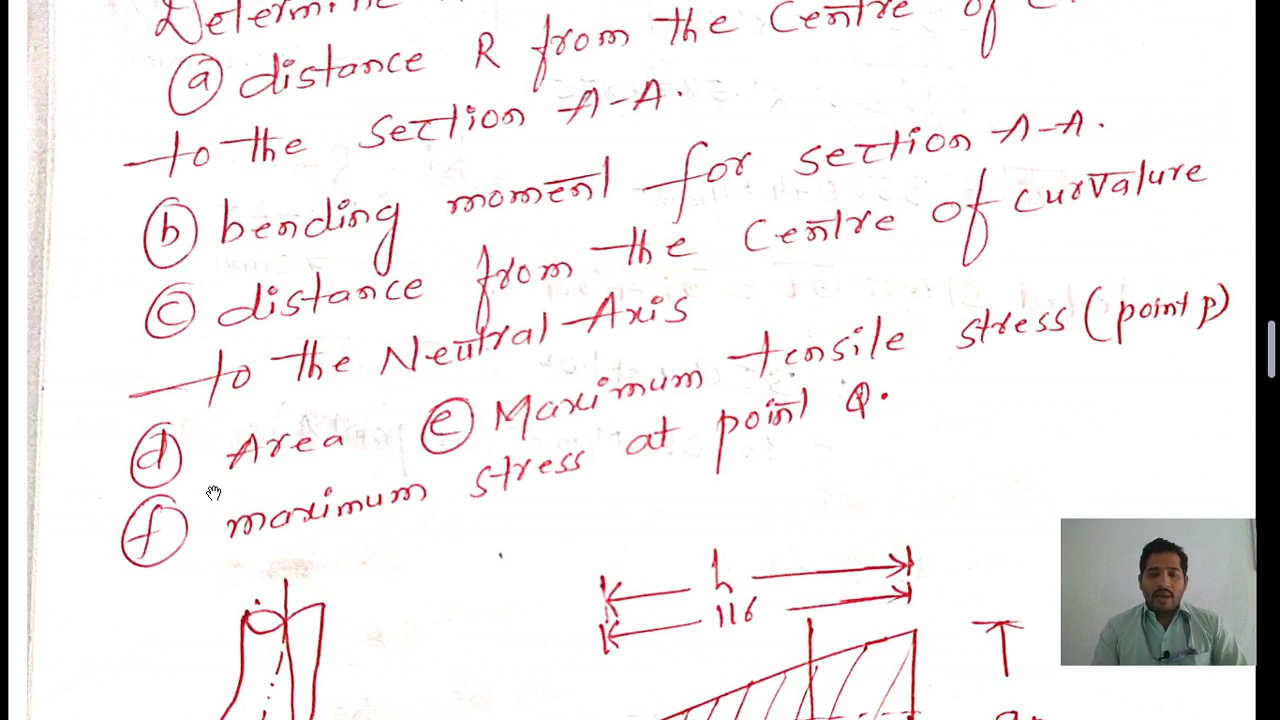 Determine
ⓐ distance R from the Centre of
to the section A-A.
ⓑ bending moment for section A-A.
ⓒ distance from the Centre of curvature
to the Neutral Axis
ⓓ Area ⓔ Maximum tensile stress (point P)
ⓕ maximum stress at point Q.
h
116